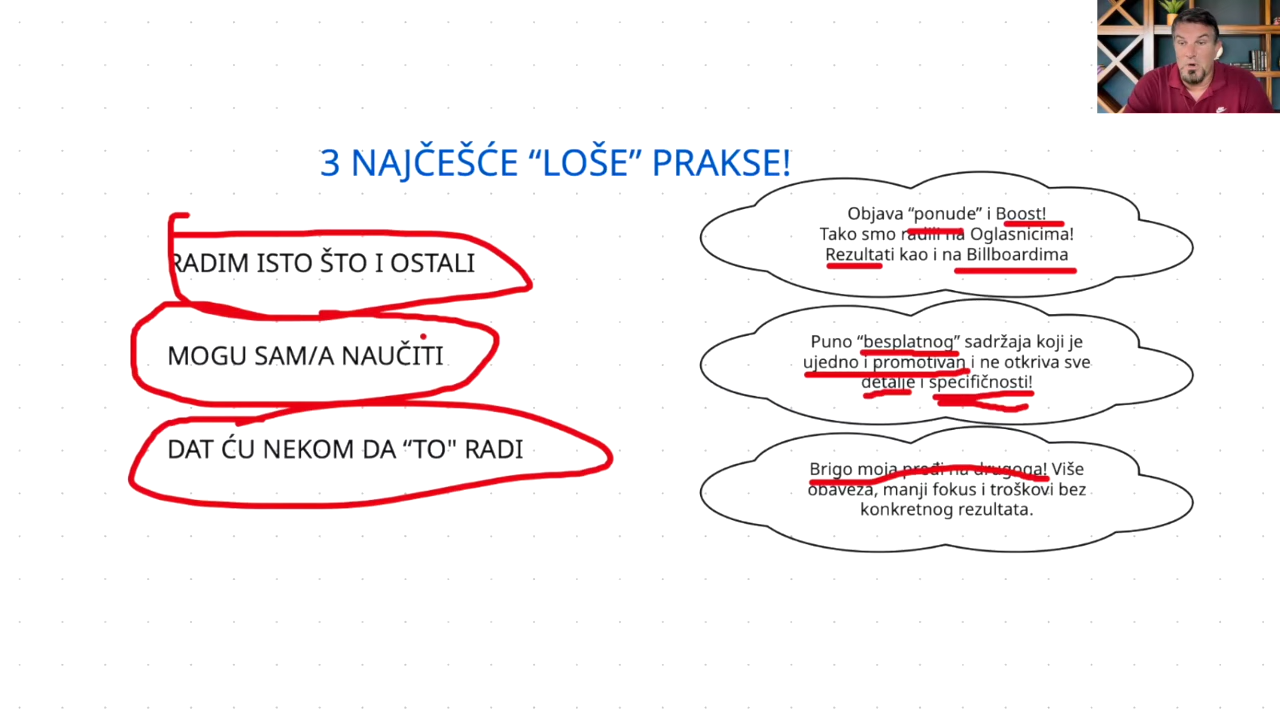 3 NAJČEŠĆE “LOŠE” PRAKSE!
RADIM ISTO ŠTO I OSTALI
Objava “ponude” i Boost!
Tako smo radili na Oglasnicima!
Rezultati kao i na Billboardima
MOGU SAM/A NAUČITI
Puno “besplatnog” sadržaja koji je
ujedno i promotivan i ne otkriva sve
detalje i specifičnosti!
DAT ĆU NEKOM DA “TO" RADI
Brigo moja pređi na drugoga! Više
obaveza, manji fokus i troškovi bez
konkretnog rezultata.